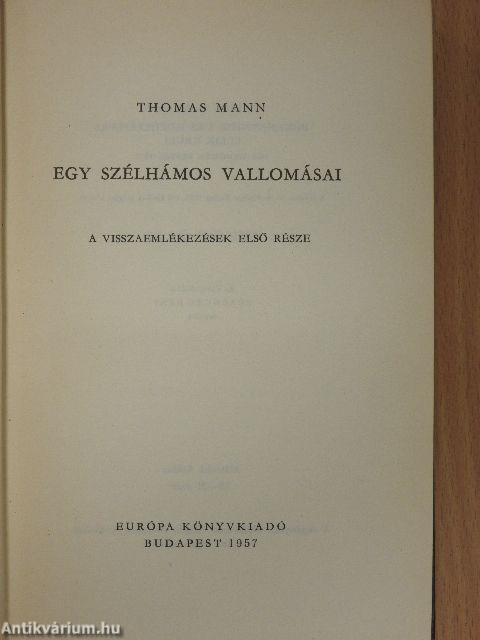 THOMAS MANN
EGY SZÉLHÁMOS VALLOMÁSAI
A VISSZAEMLÉKEZÉSEK ELSŐ RÉSZE
EURÓPA KÖNYVKIADÓ
BUDAPEST 1957
Antikvárium.hu